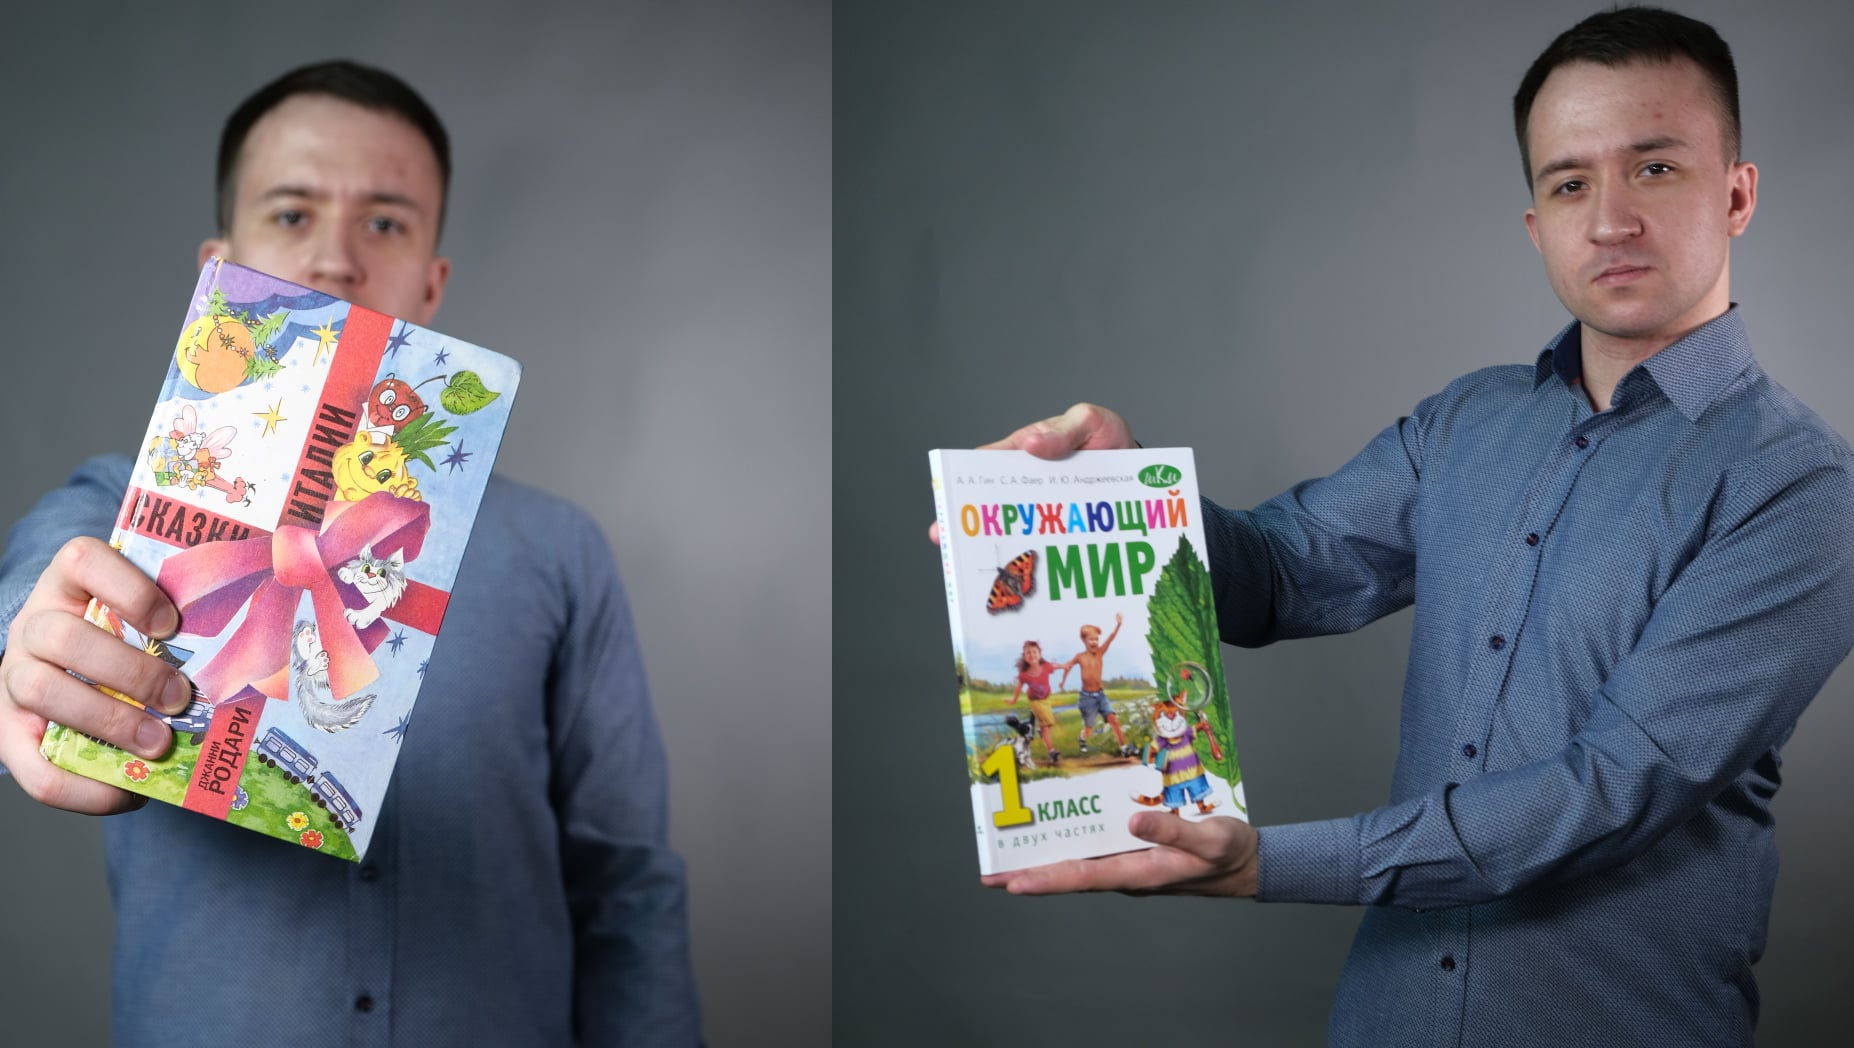 СКАЗКИ
ИТАЛИИ
ДЖАННИ
РОДАРИ
А. А. Гин С. А. Фаер И. Ю. Андржеевская
ОКРУЖАЮЩИЙ
МИР
1 КЛАСС
в двух частях